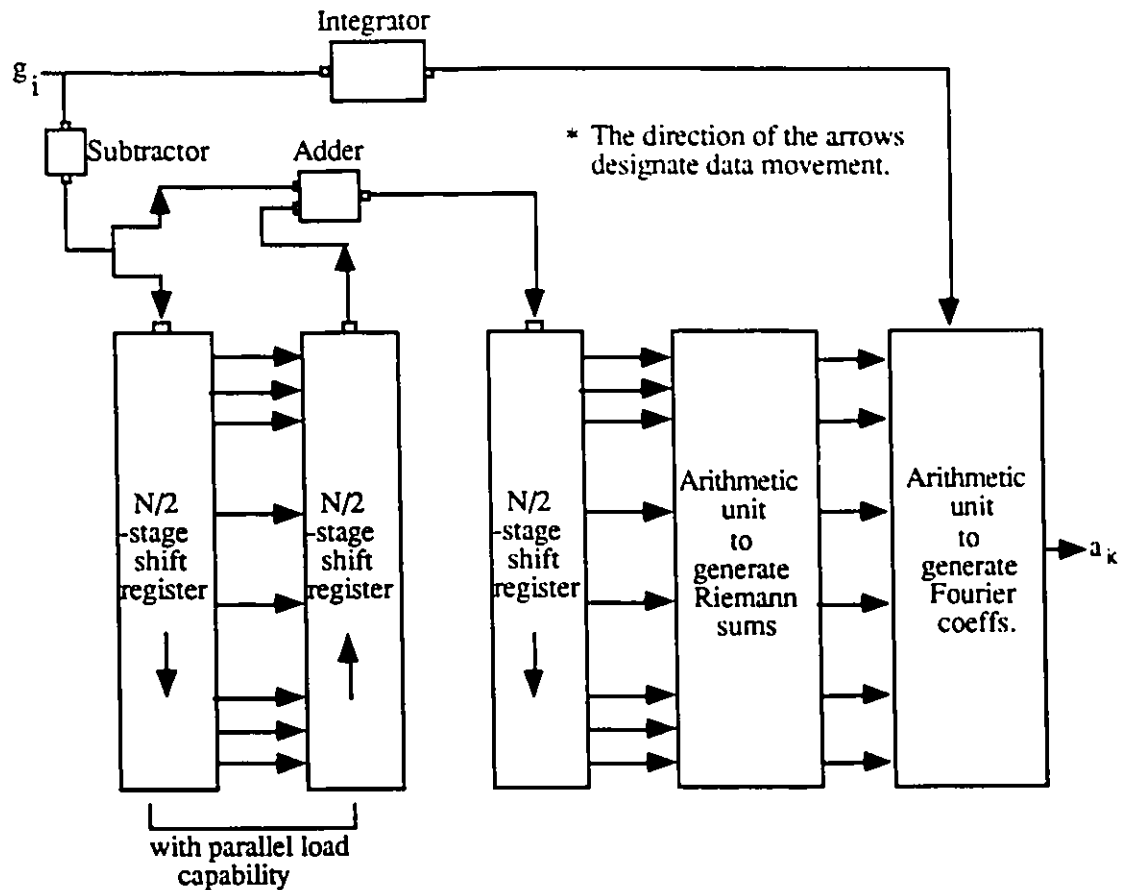 Integrator
g i
* The direction of the arrows
designate data movement.
Subtractor
Adder
N/2
-stage
shift
register
N/2
-stage
shift
register
N/2
-stage
shift
register
Arithmetic
unit
to
generate
Riemann
sums
Arithmetic
unit
to
generate
Fourier
coeffs.
a k
with parallel load
capability